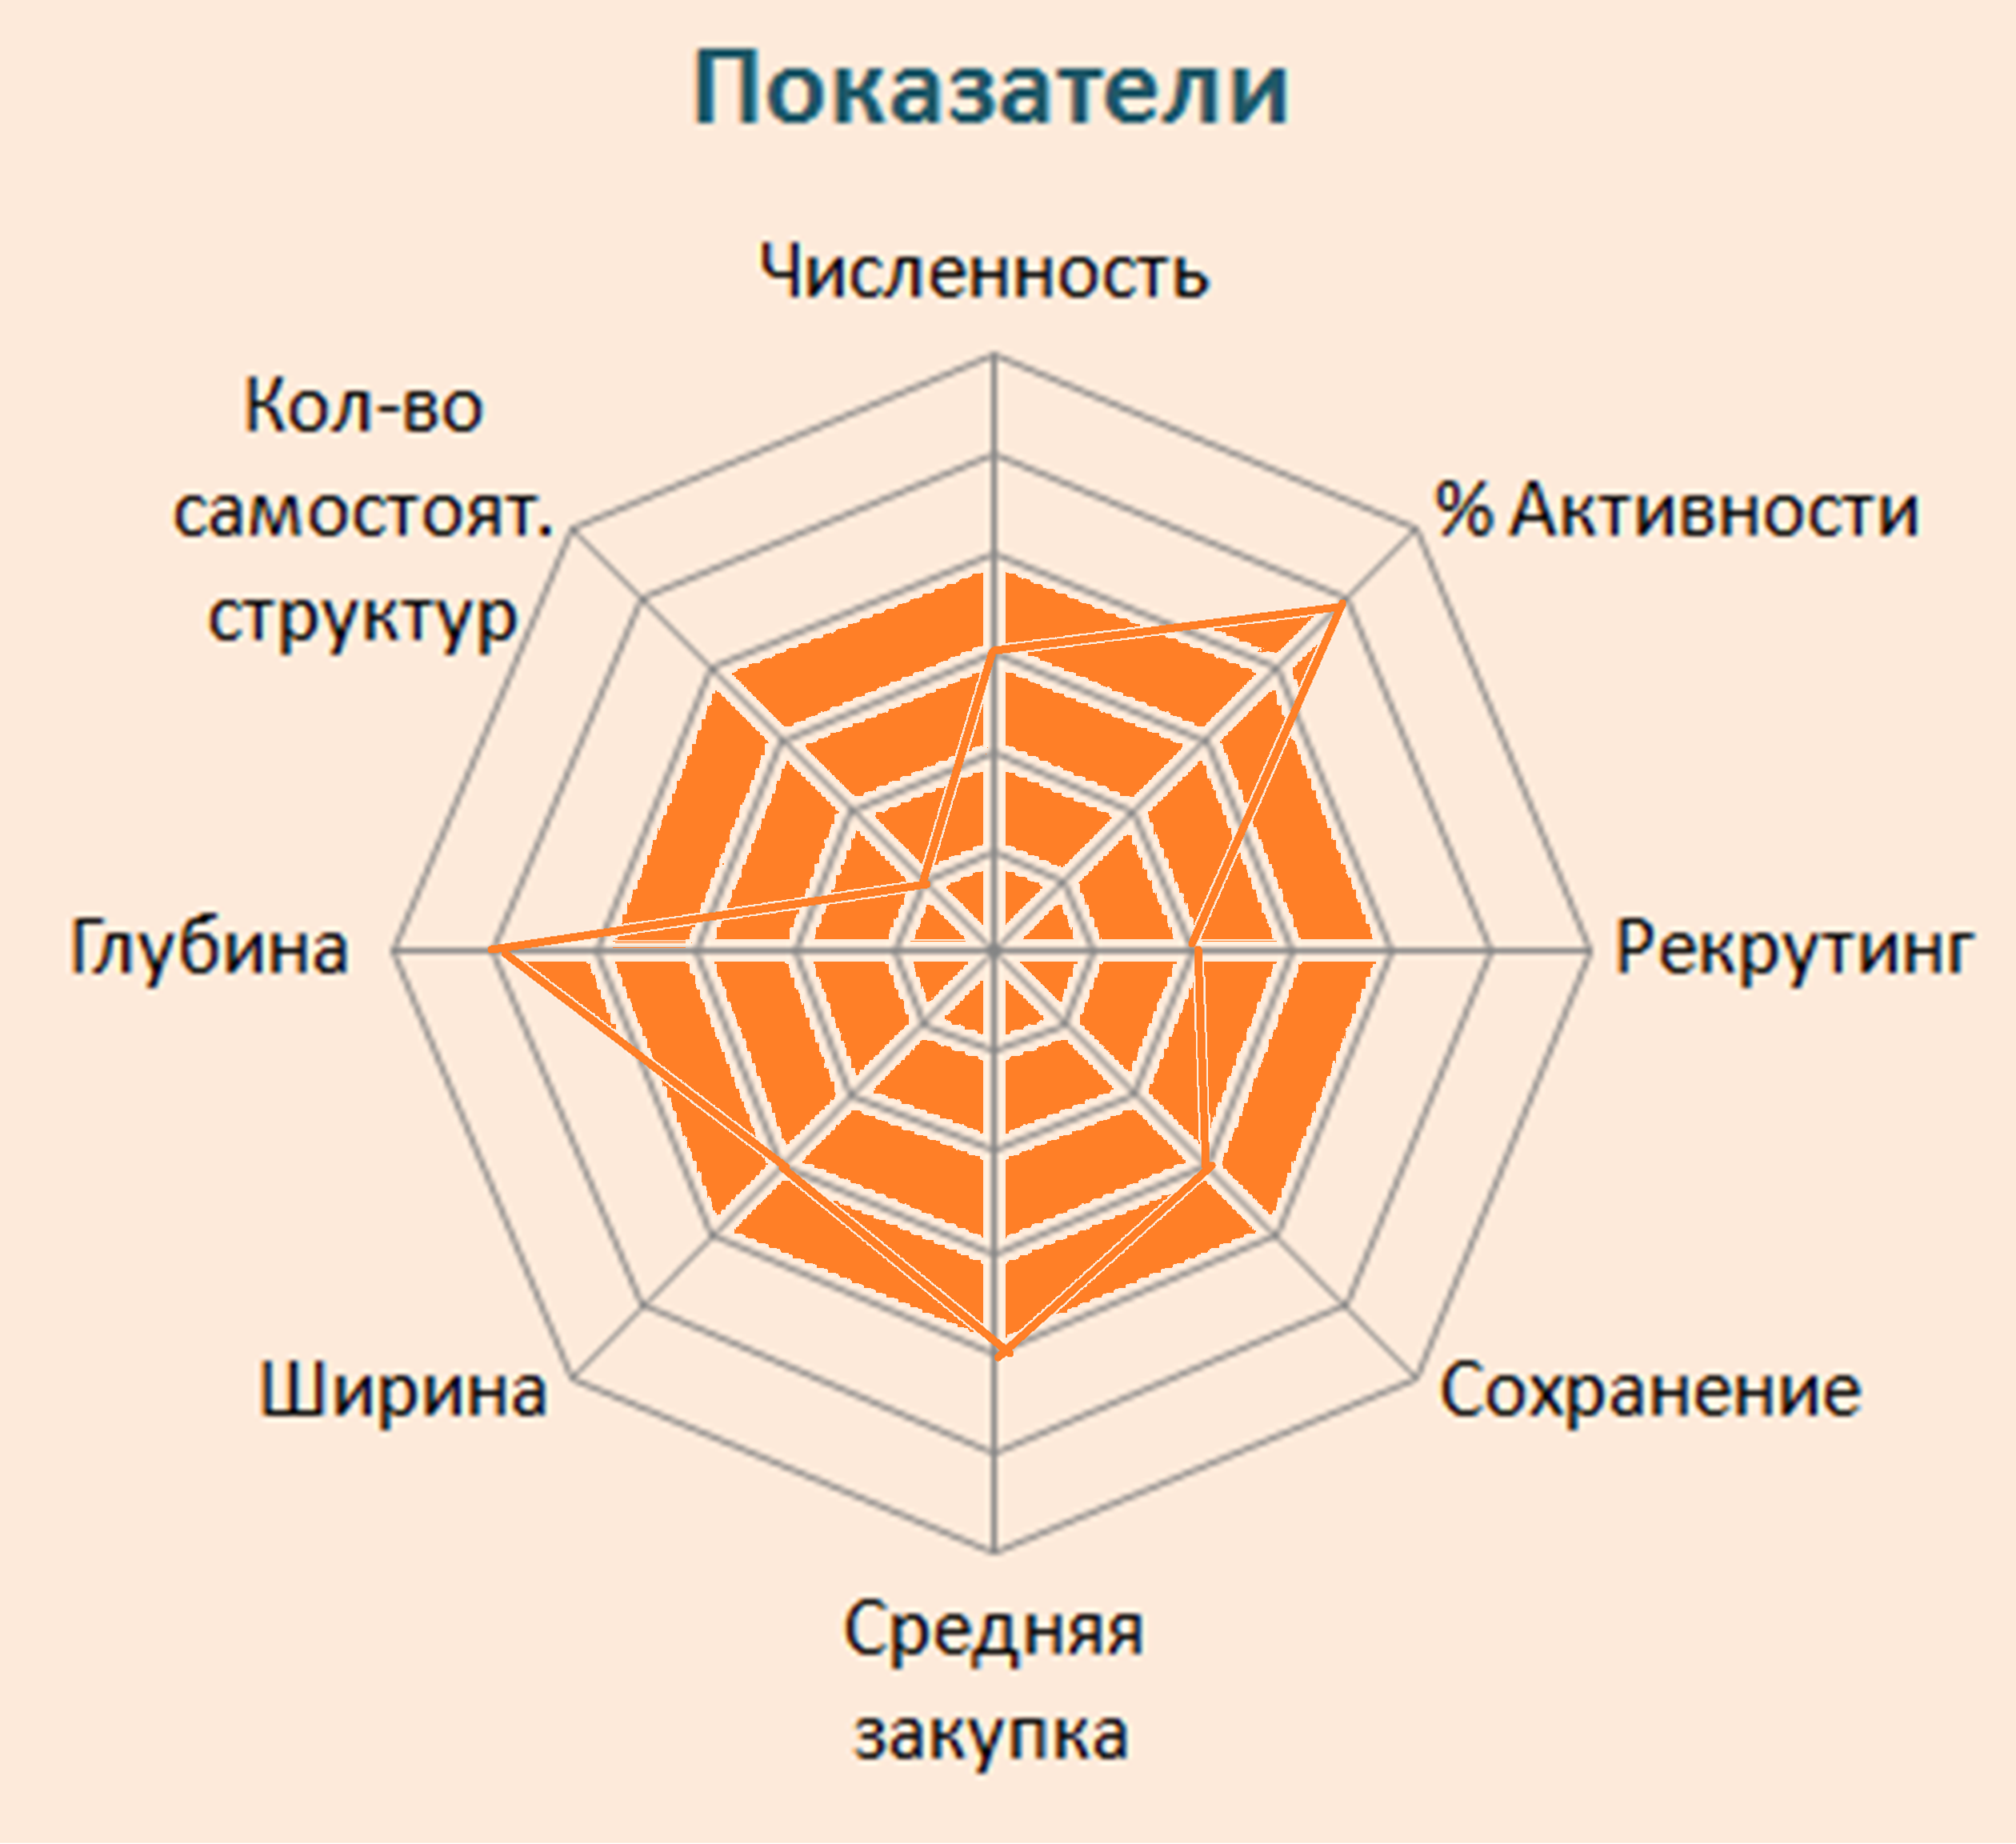 Показатели
Численность
% Активности
Рекрутинг
Сохранение
Средняя
закупка
Ширина
Глубина
Кол-во
самостоят.
структур